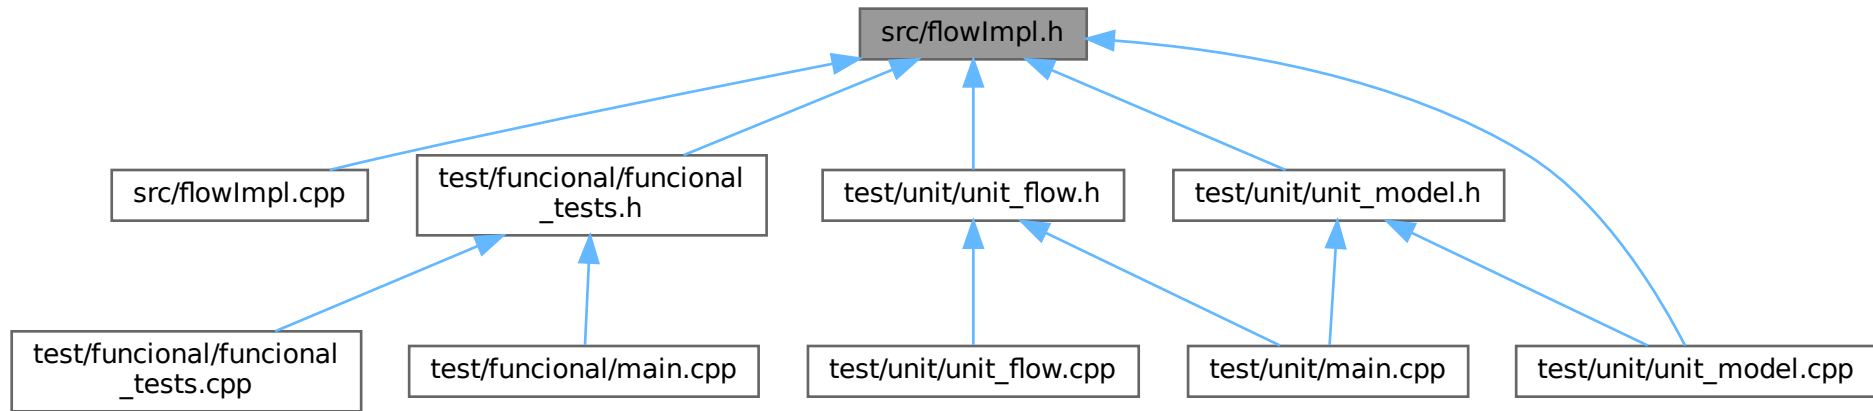 src/flowImpl.h
src/flowImpl.cpp
test/funcional/funcional
_tests.h
test/unit/unit_flow.h
test/unit/unit_model.h
test/funcional/funcional
_tests.cpp
test/funcional/main.cpp
test/unit/unit_flow.cpp
test/unit/main.cpp
test/unit/unit_model.cpp